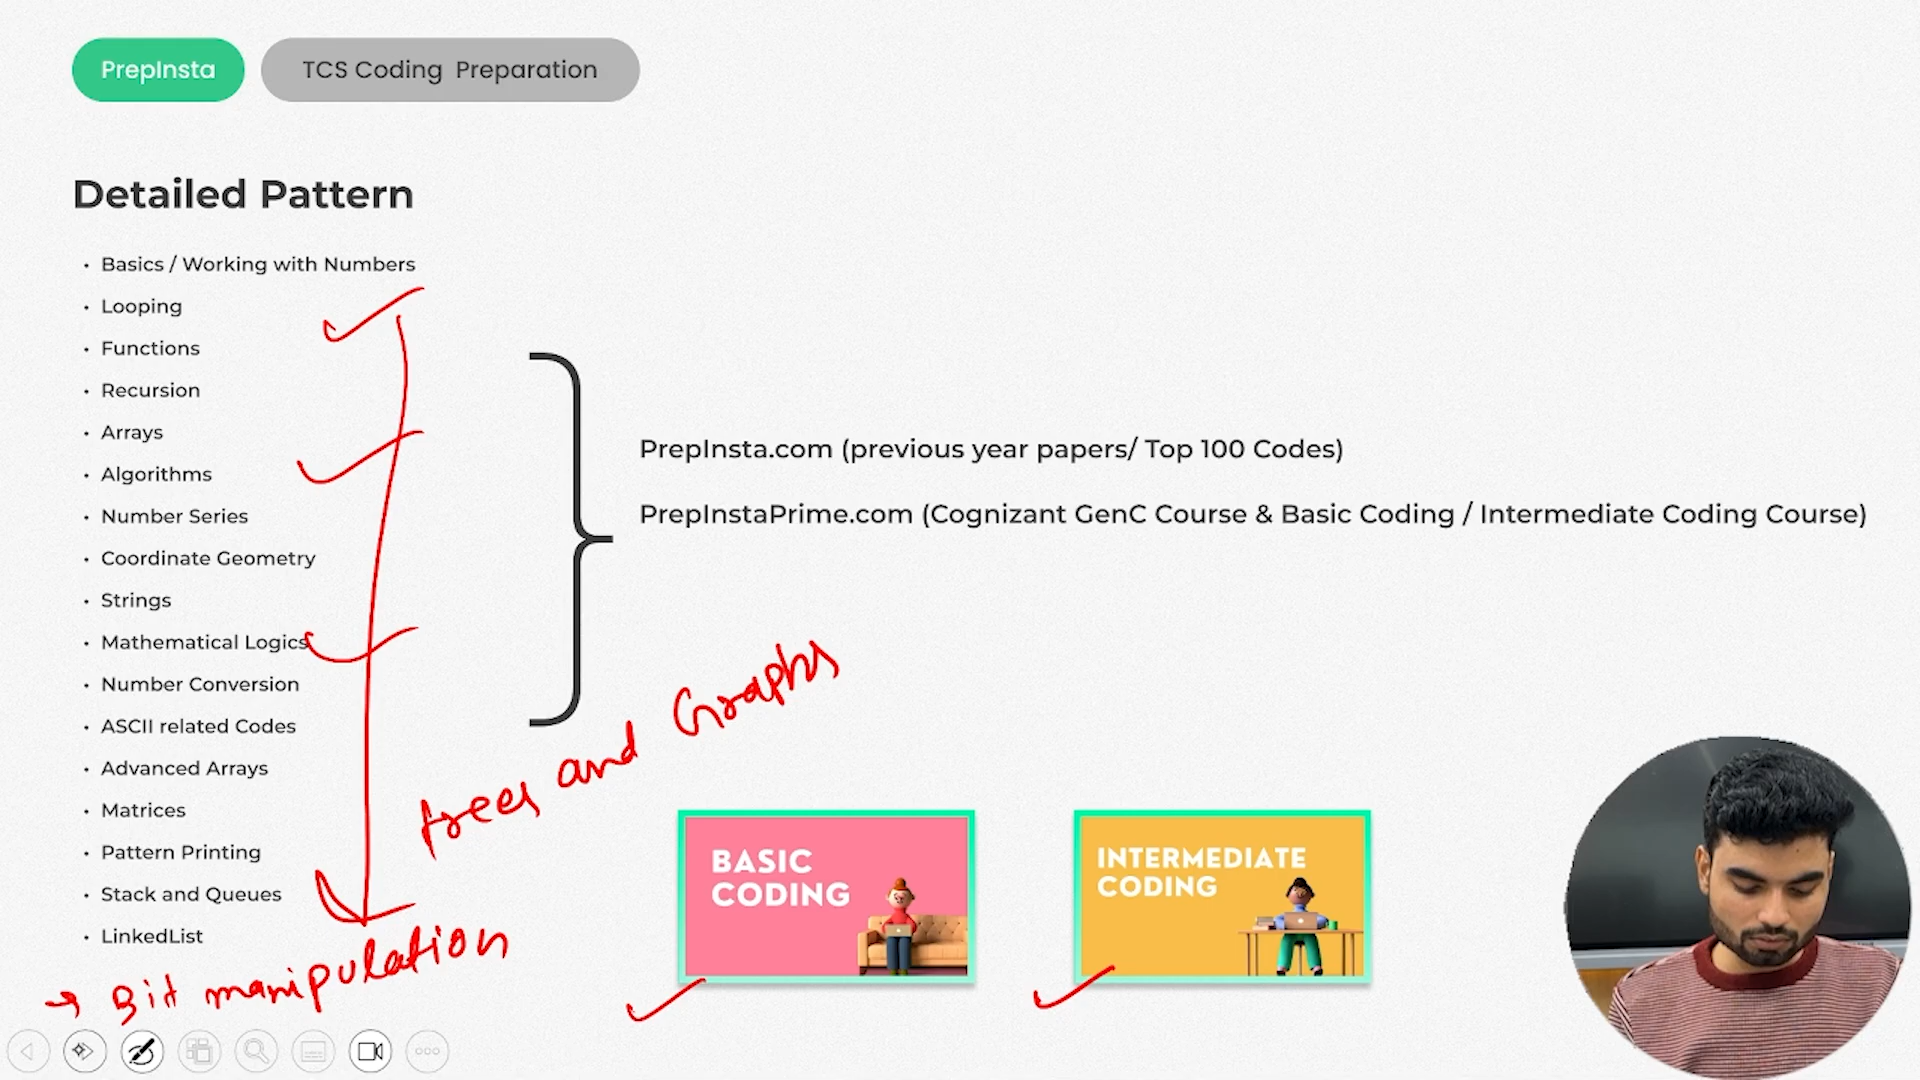 PrepInsta
TCS Coding Preparation
Detailed Pattern
• Basics / Working with Numbers
• Looping
• Functions
• Recursion
• Arrays
• Algorithms
• Number Series
• Coordinate Geometry
• Strings
• Mathematical Logics
• Number Conversion
• ASCII related Codes
• Advanced Arrays
• Matrices
• Pattern Printing
• Stack and Queues
• LinkedList
→ Bit manipulation
trees and Graphs
PrepInsta.com (previous year papers/ Top 100 Codes)
PrepInstaPrime.com (Cognizant GenC Course & Basic Coding / Intermediate Coding Course)
BASIC
CODING
INTERMEDIATE
CODING